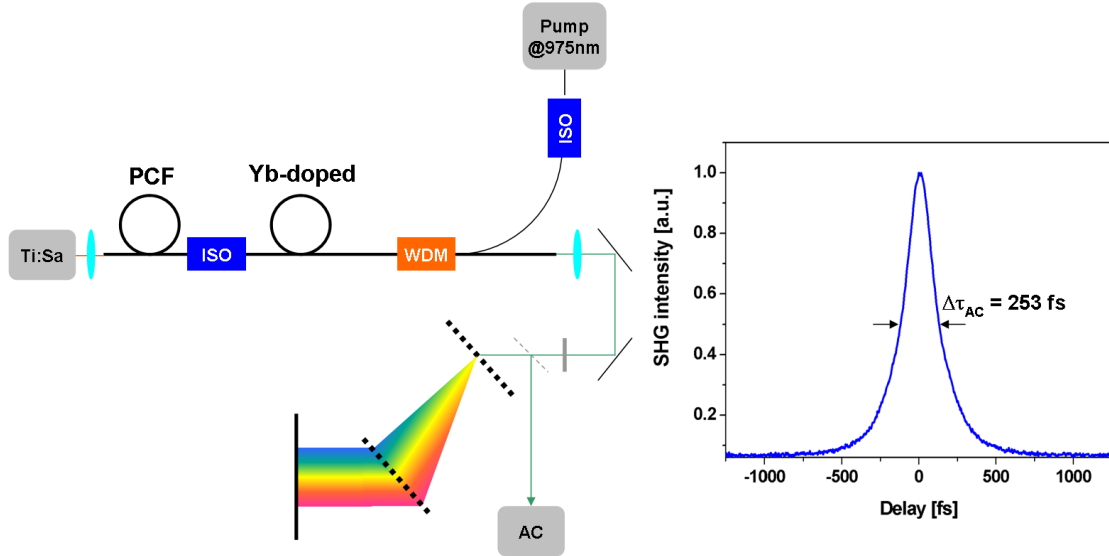 Pump
@975nm
ISO
PCF
Yb-doped
Ti:Sa
ISO
WDM
AC
SHG intensity [a.u.]
1.0
0.8
0.6
0.4
0.2
Δτ_AC = 253 fs
-1000
-500
0
500
1000
Delay [fs]